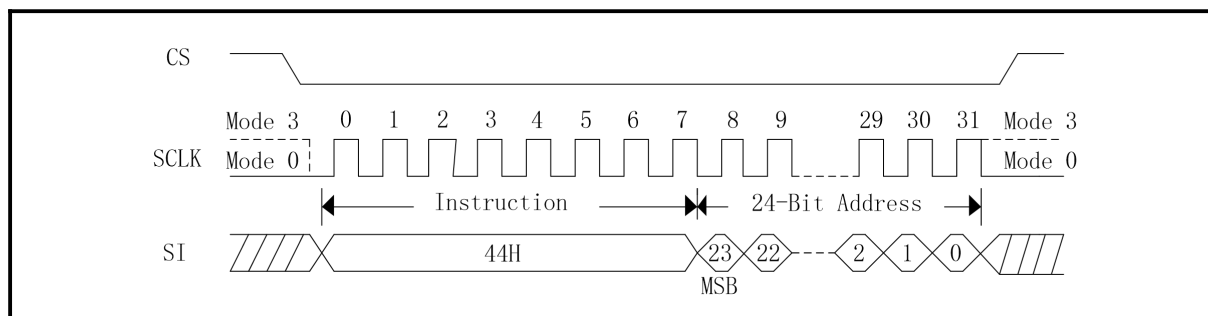 CS
Mode 3 0 1 2 3 4 5 6 7 8 9 29 30 31 Mode 3
SCLK Mode 0 Mode 0
Instruction 24-Bit Address
SI 44H 23 22 2 1 0
MSB